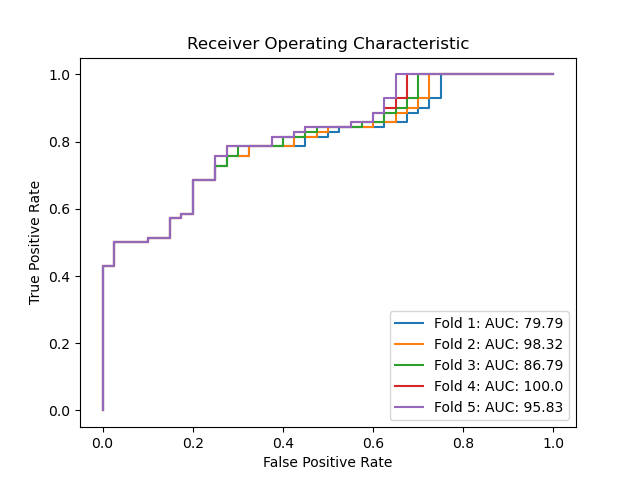 Receiver Operating Characteristic
True Positive Rate
1.0
0.8
0.6
0.4
0.2
0.0
Fold 1: AUC: 79.79
Fold 2: AUC: 98.32
Fold 3: AUC: 86.79
Fold 4: AUC: 100.0
Fold 5: AUC: 95.83
0.0 0.2 0.4 0.6 0.8 1.0
False Positive Rate